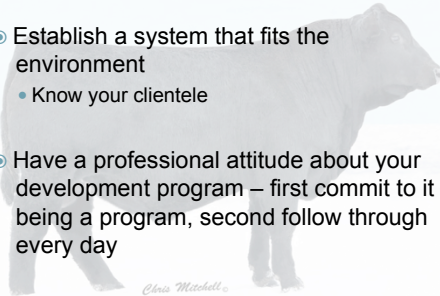 Establish a system that fits the
environment
• Know your clientele
Have a professional attitude about your
development program – first commit to it
being a program, second follow through
every day
Chris Mitchell ©